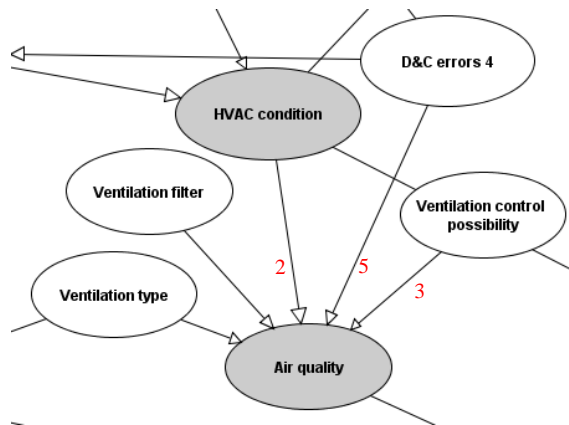 D&C errors 4
HVAC condition
Ventilation filter
Ventilation control
possibility
2
5
3
Ventilation type
Air quality